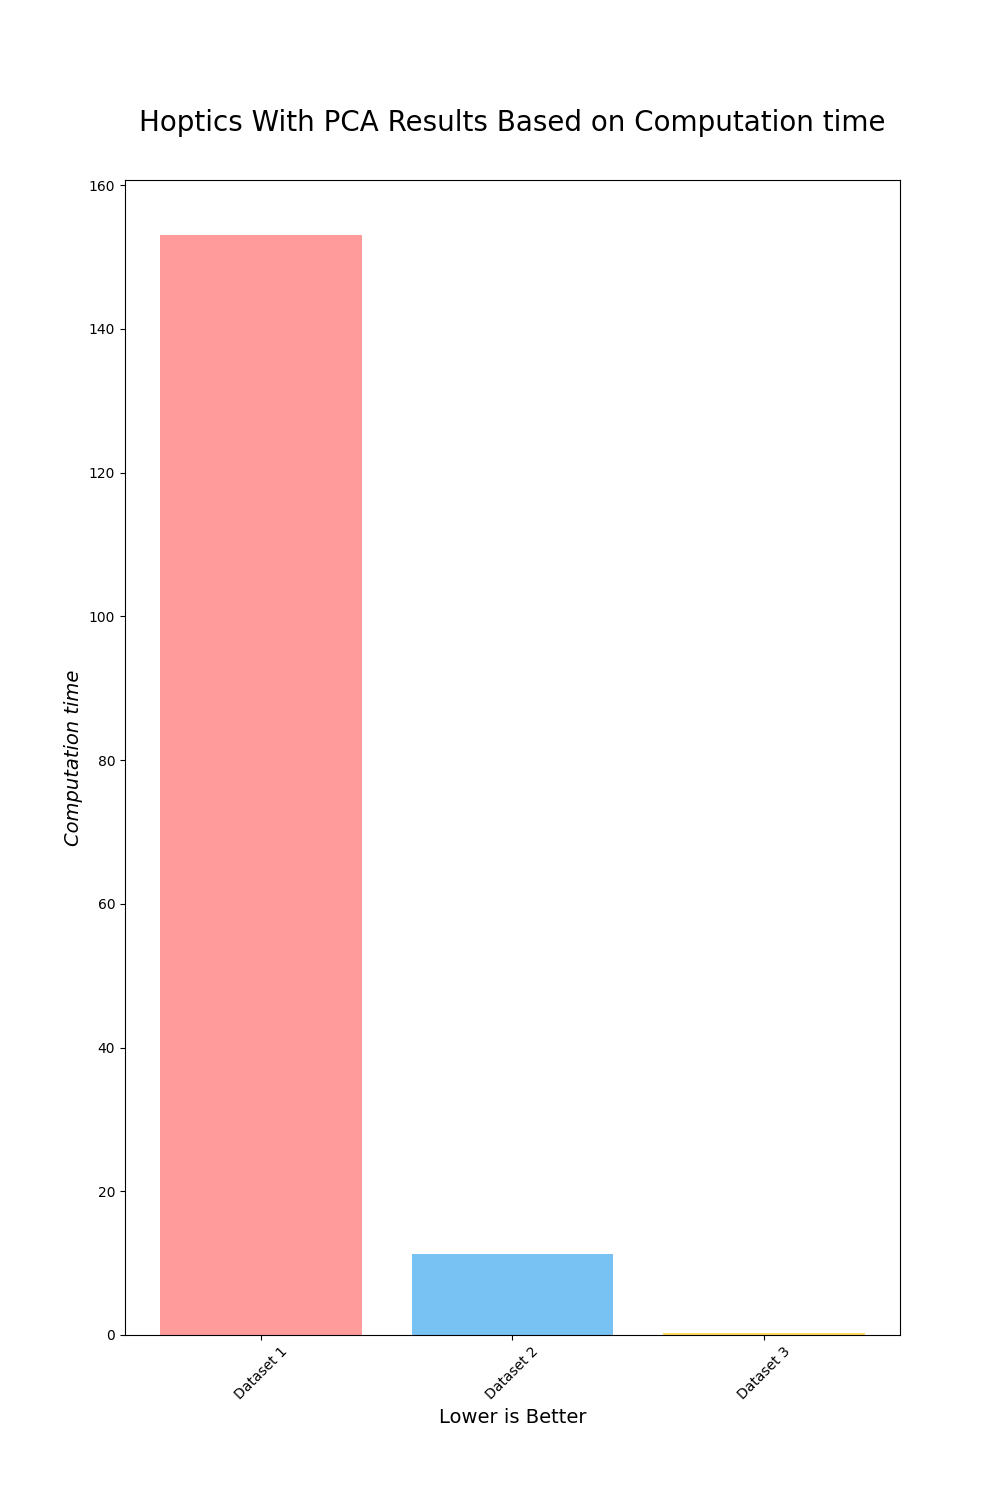 Hoptics With PCA Results Based on Computation time
160
140
120
100
80
60
40
20
0
Computation time
Dataset 1
Dataset 2
Dataset 3
Lower is Better